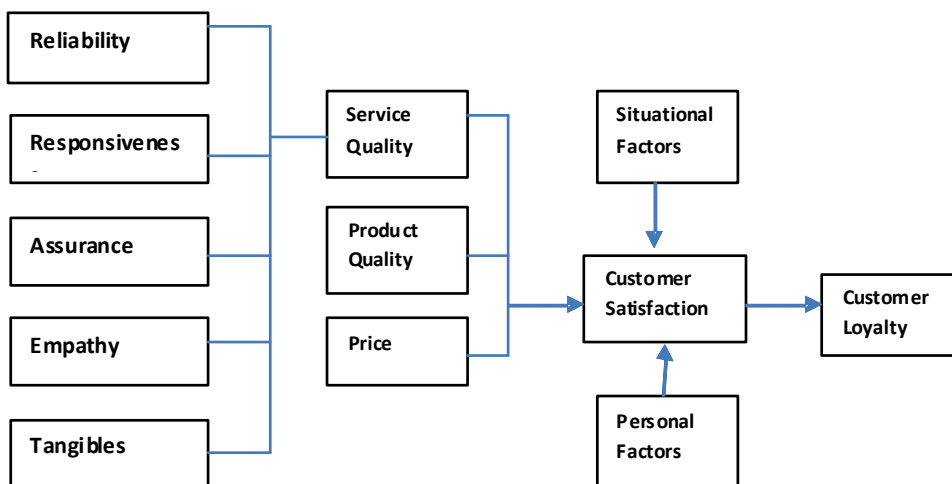 Reliability
Responsivenes
Assurance
Empathy
Tangibles
Service
Quality
Product
Quality
Price
Situational
Factors
Customer
Satisfaction
Personal
Factors
Customer
Loyalty